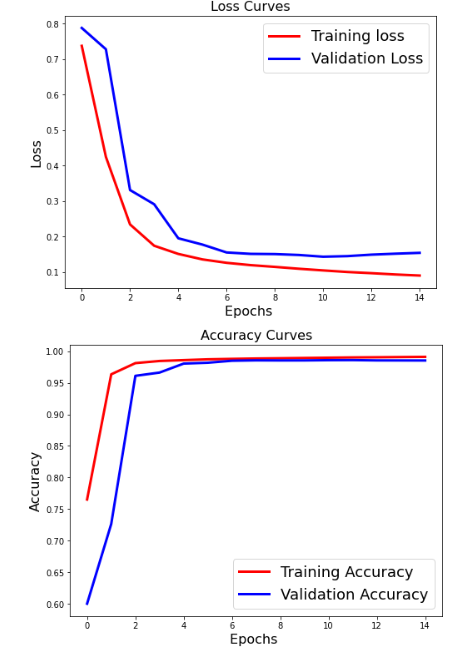 Loss Curves
0.8
0.7
0.6
0.5
0.4
0.3
0.2
0.1
Loss
Training loss
Validation Loss
0 2 4 6 8 10 12 14
Epochs
Accuracy Curves
1.00
0.95
0.90
0.85
0.80
0.75
0.70
0.65
0.60
Accuracy
Training Accuracy
Validation Accuracy
0 2 4 6 8 10 12 14
Epochs